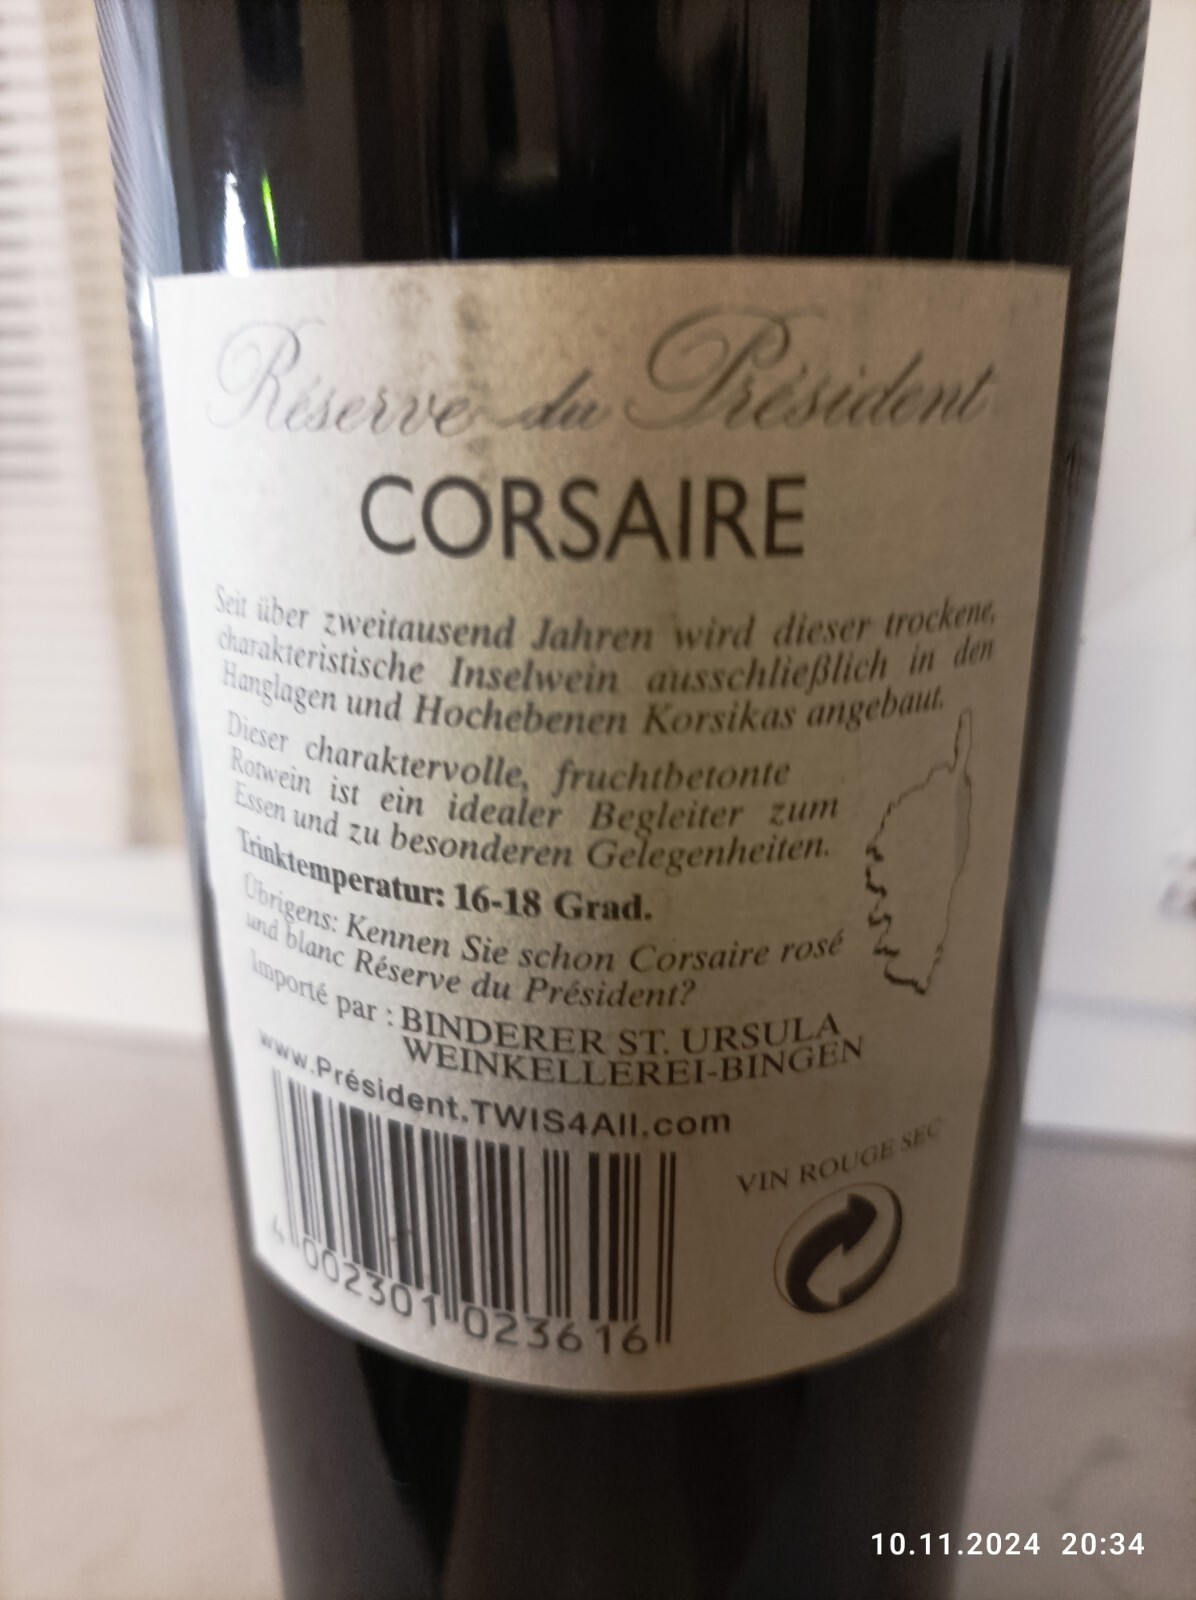 Réserve du Président
CORSAIRE
Seit über zweitausend Jahren wird dieser trockene,
charakteristische Inselwein ausschließlich in den
Hanglagen und Hochebenen Korsikas angebaut.
Dieser charaktervolle, fruchtbetonte
Rotwein ist ein idealer Begleiter zum
Essen und zu besonderen Gelegenheiten.
Trinktemperatur: 16-18 Grad.
Übrigens: Kennen Sie schon Corsaire rosé
und blanc Réserve du Président?
Importé par : BINDERER ST. URSULA
WEINKELLEREI-BINGEN
www.Président.TWIS4All.com
VIN ROUGE SEC
4 002301 023616
10.11.2024 20:34